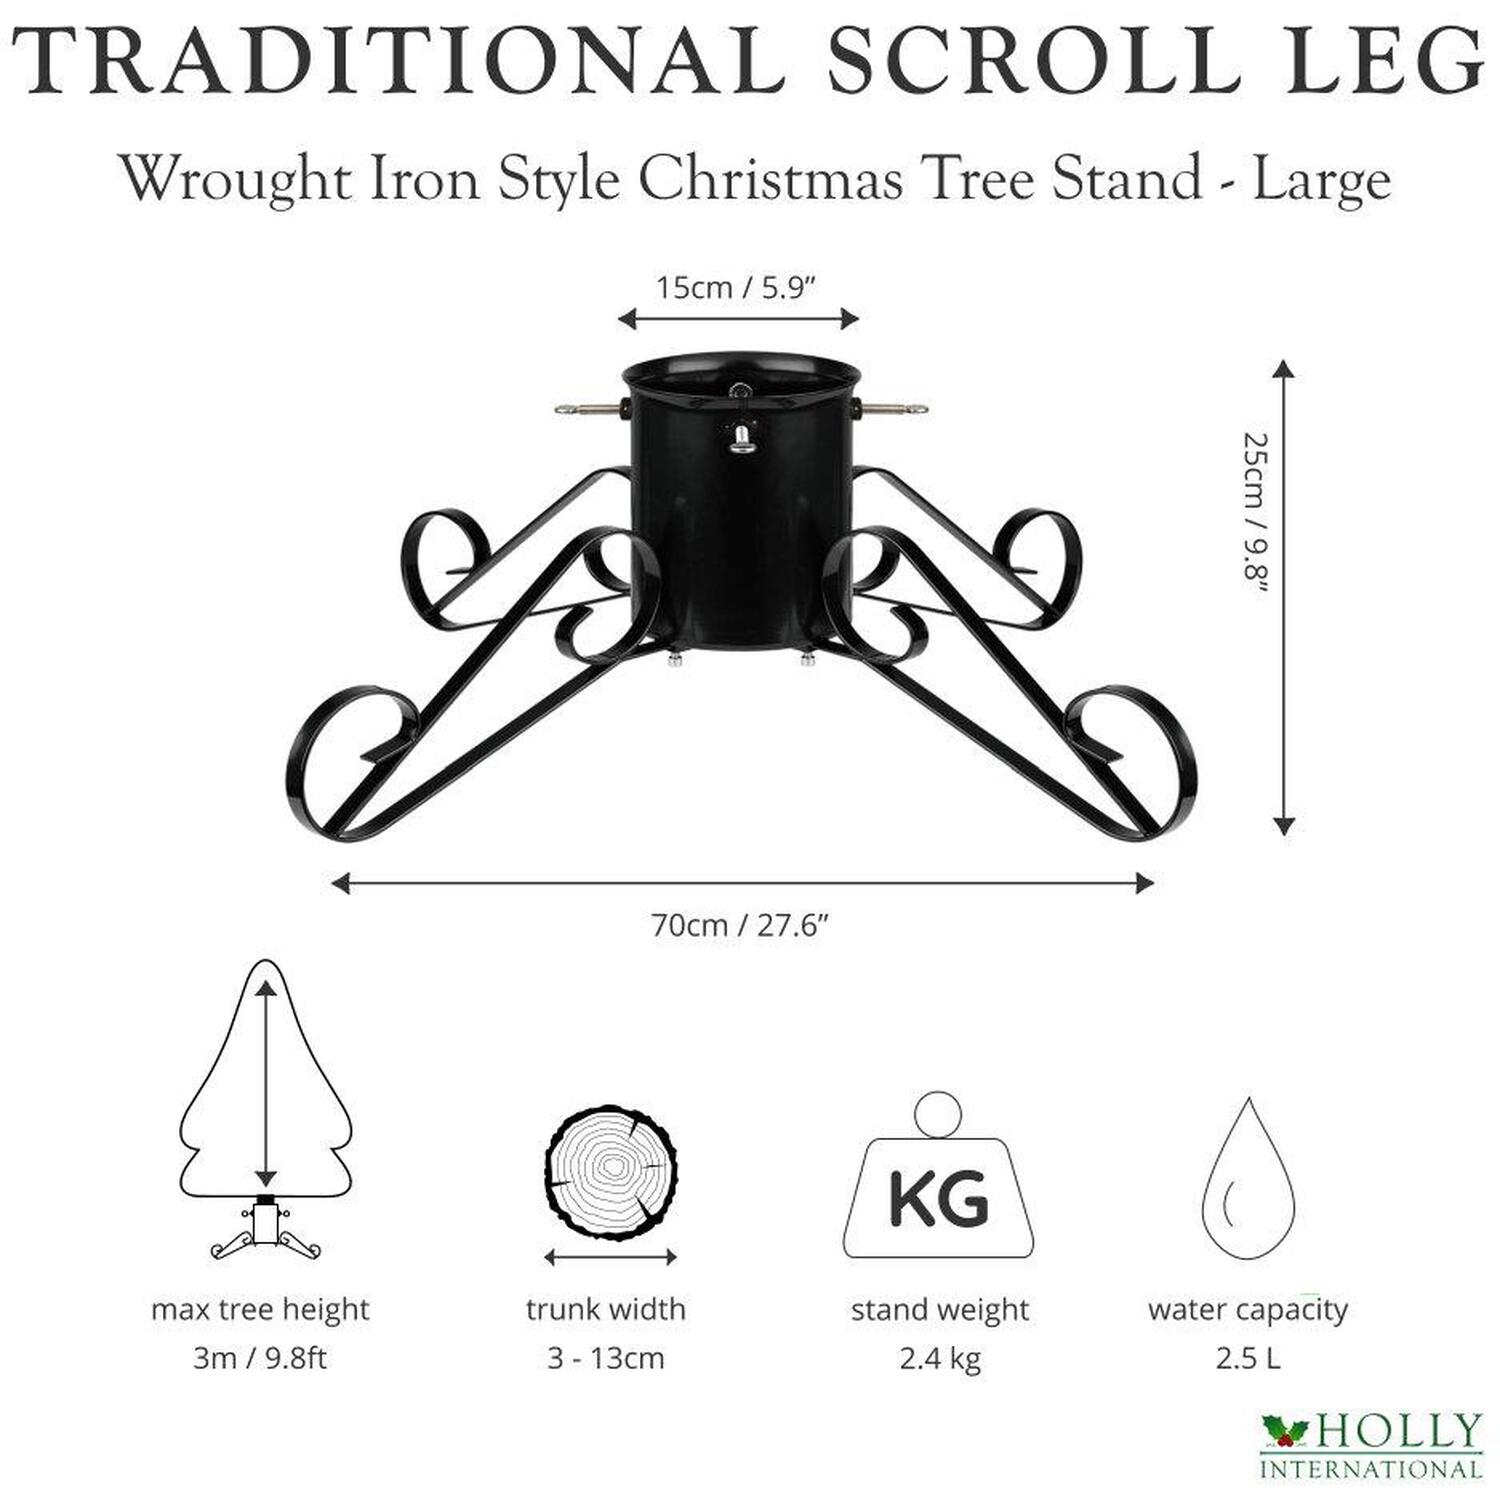 TRADITIONAL SCROLL LEG
Wrought Iron Style Christmas Tree Stand - Large
15cm / 5.9”
25cm / 9.8”
70cm / 27.6”
KG
max tree height
3m / 9.8ft
trunk width
3 - 13cm
stand weight
2.4 kg
water capacity
2.5 L
HOLLY
INTERNATIONAL